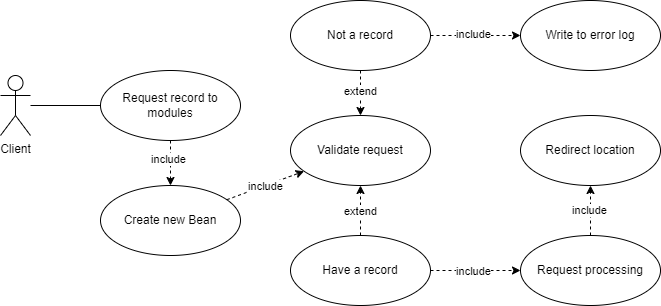 Not a record
include
Write to error log
Request record to
modules
extend
Client
Validate request
Redirect location
include
Create new Bean
include
extend
include
Have a record
include
Request processing